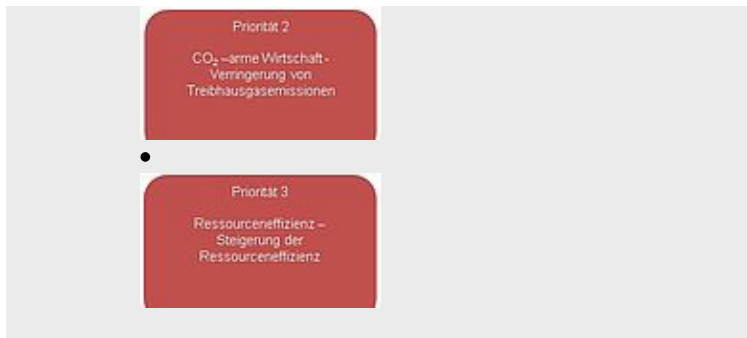 Priorität 2
CO₂ –arme Wirtschaft -
Verringerung von
Treibhausgasemissionen
Priorität 3
Ressourceneffizienz –
Steigerung der
Ressourceneffizienz